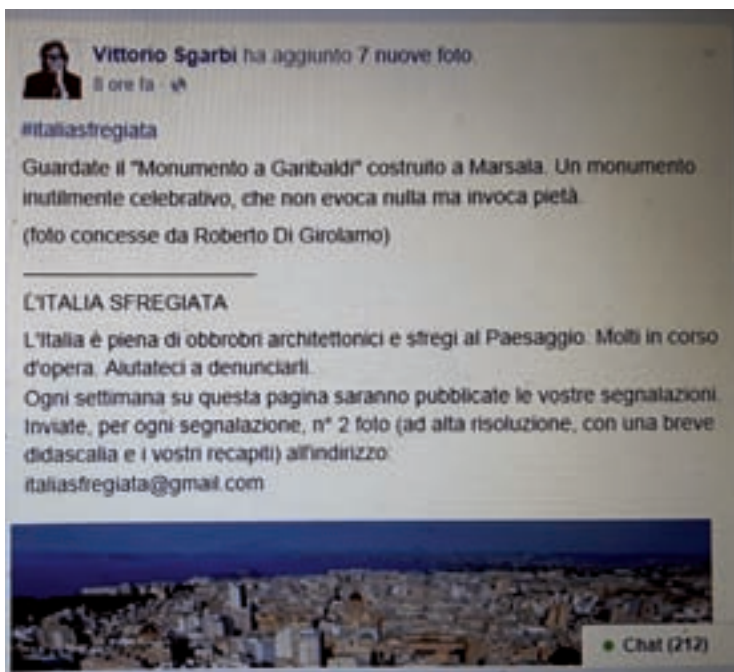 Vittorio Sgarbi ha aggiunto 7 nuove foto.
8 ore fa
#italiasfregiata
Guardate il "Monumento a Garibaldi" costruito a Marsala. Un monumento
inutilmente celebrativo, che non evoca nulla ma invoca pietà.
(foto concesse da Roberto Di Girolamo)
L'ITALIA SFREGIATA
L'Italia è piena di obbrobri architettonici e sfregi al Paesaggio. Molti in corso
d'opera. Aiutateci a denunciarli.
Ogni settimana su questa pagina saranno pubblicate le vostre segnalazioni.
Inviate, per ogni segnalazione, n° 2 foto (ad alta risoluzione, con una breve
didascalia e i vostri recapiti) all'indirizzo:
italiasfregiata@gmail.com
Chat (212)